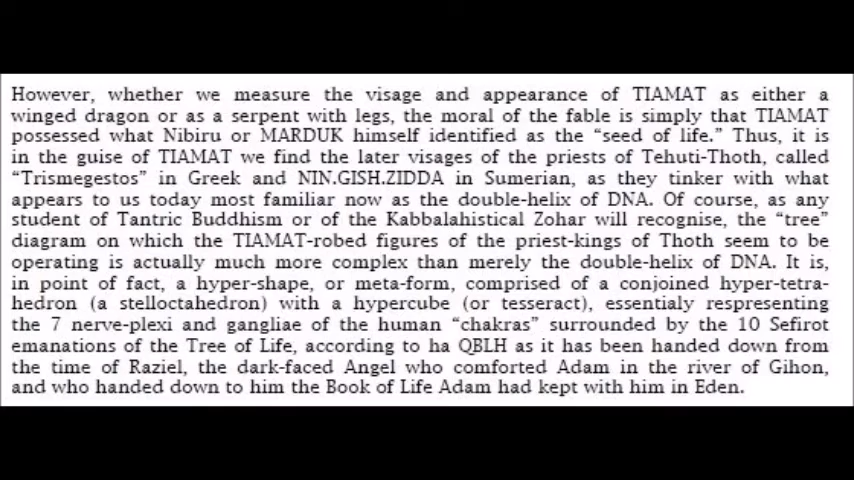 However, whether we measure the visage and appearance of TIAMAT as either a
winged dragon or as a serpent with legs, the moral of the fable is simply that TIAMAT
possessed what Nibiru or MARDUK himself identified as the “seed of life.” Thus, it is
in the guise of TIAMAT we find the later visages of the priests of Tehuti-Thoth, called
“Trismegestos” in Greek and NIN.GISH.ZIDDA in Sumerian, as they tinker with what
appears to us today most familiar now as the double-helix of DNA. Of course, as any
student of Tantric Buddhism or of the Kabbalahistical Zohar will recognise, the “tree”
diagram on which the TIAMAT-robed figures of the priest-kings of Thoth seem to be
operating is actually much more complex than merely the double-helix of DNA. It is,
in point of fact, a hyper-shape, or meta-form, comprised of a conjoined hyper-tetra-
hedron (a stelloctahedron) with a hypercube (or tesseract), essentialy respresenting
the 7 nerve-plexi and gangliae of the human “chakras” surrounded by the 10 Sefirot
emanations of the Tree of Life, according to ha QBLH as it has been handed down from
the time of Raziel, the dark-faced Angel who comforted Adam in the river of Gihon,
and who handed down to him the Book of Life Adam had kept with him in Eden.